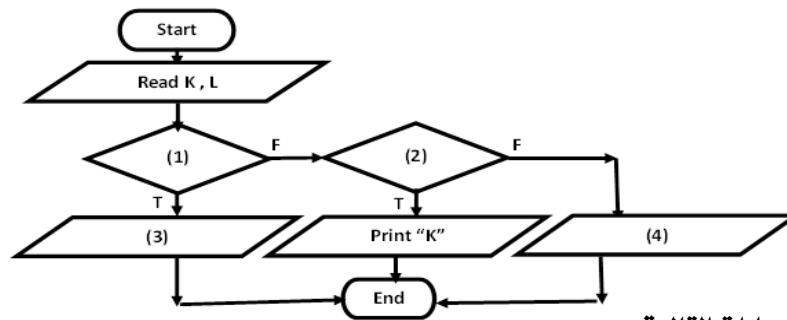 Start
Read K , L
(1)
F
(2)
F
T
T
(3)
Print “K”
(4)
End